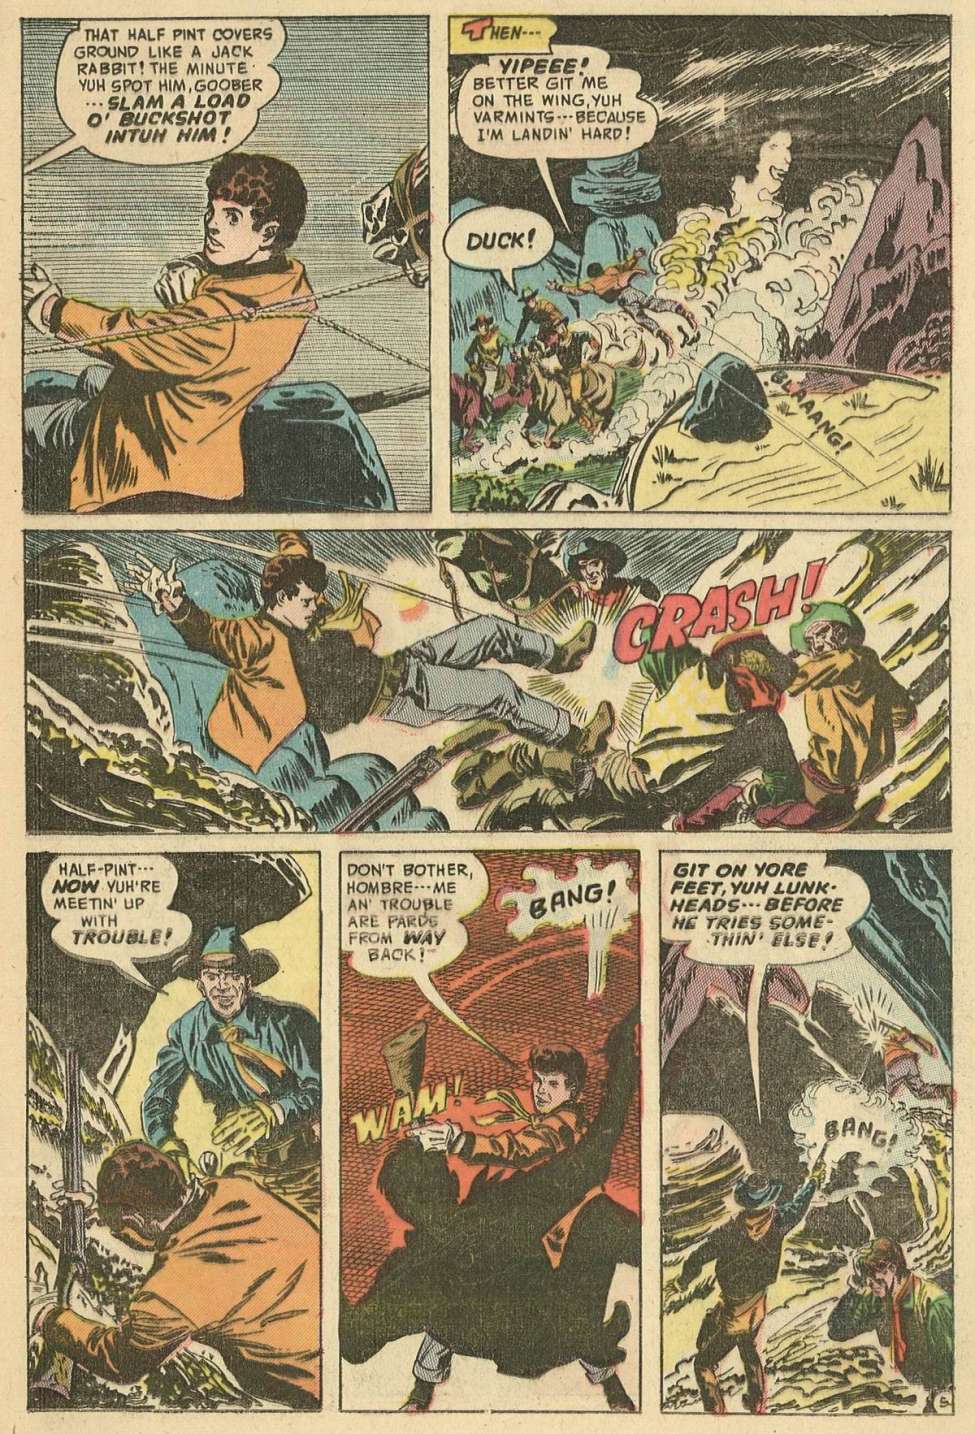 THAT HALF PINT COVERS
GROUND LIKE A JACK
RABBIT! THE MINUTE
YUH SPOT HIM, GOOBER
...SLAM A LOAD
O' BUCKSHOT
INTUH HIM!
THEN---
YIPEEE!
BETTER GIT ME
ON THE WING, YUH
VARMINTS---BECAUSE
I'M LANDIN' HARD!
DUCK!
BLAAAANG!
CRASH!
HALF-PINT---
NOW YUH'RE
MEETIN' UP
WITH
TROUBLE!
DON'T BOTHER,
HOMBRE---ME
AN' TROUBLE
ARE PARDS
FROM WAY
BACK!
BANG!
WAM!
GIT ON YORE
FEET, YUH LUNK-
HEADS---BEFORE
HE TRIES SOME-
THIN' ELSE!
BANG!
5